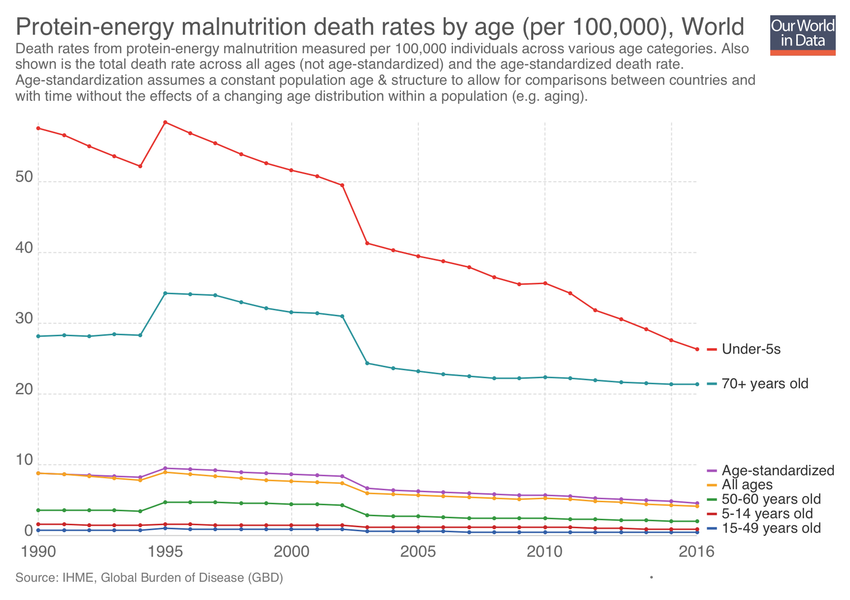 Protein-energy malnutrition death rates by age (per 100,000), World
Our World
in Data
Death rates from protein-energy malnutrition measured per 100,000 individuals across various age categories. Also
shown is the total death rate across all ages (not age-standardized) and the age-standardized death rate.
Age-standardization assumes a constant population age & structure to allow for comparisons between countries and
with time without the effects of a changing age distribution within a population (e.g. aging).
50
40
30
Under-5s
70+ years old
20
10
Age-standardized
All ages
50-60 years old
5-14 years old
15-49 years old
0
1990 1995 2000 2005 2010 2016
Source: IHME, Global Burden of Disease (GBD)